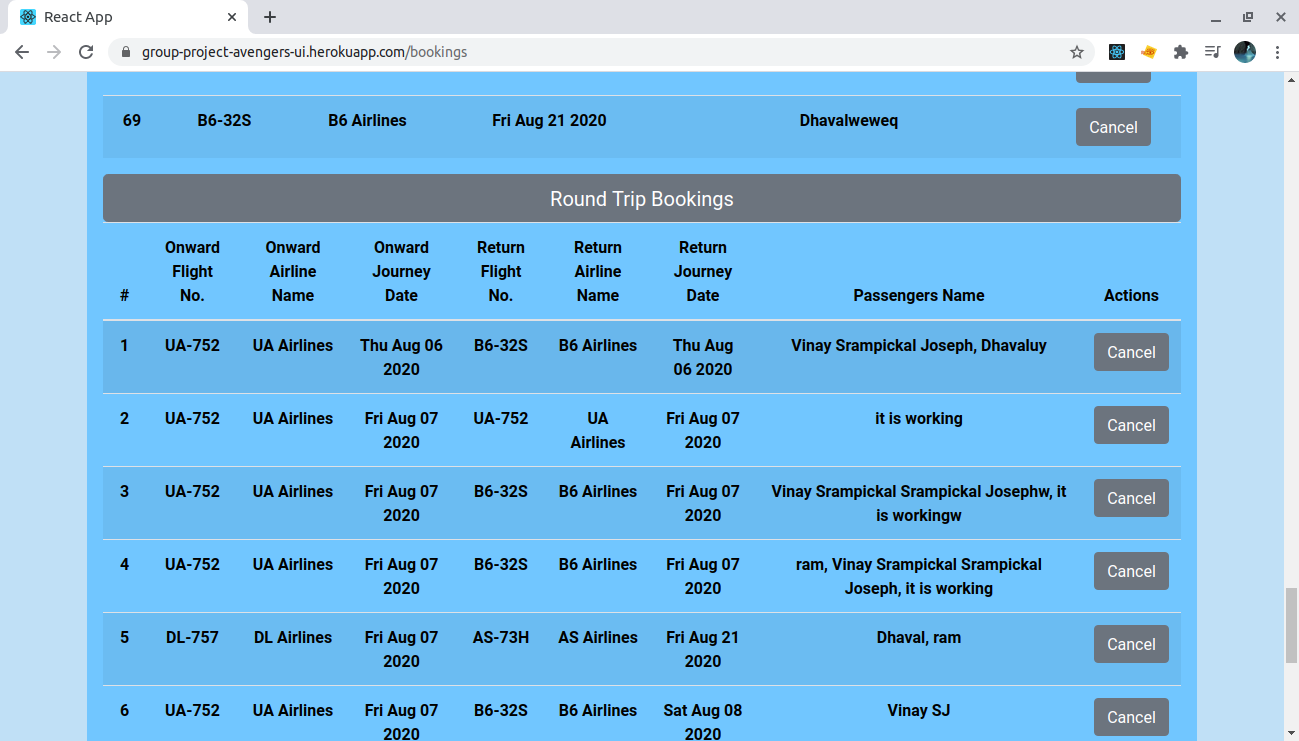 React App
group-project-avengers-ui.herokuapp.com/bookings
69 B6-32S B6 Airlines Fri Aug 21 2020 Dhavalweweq Cancel
Round Trip Bookings
# Onward Flight No. Onward Airline Name Onward Journey Date Return Flight No. Return Airline Name Return Journey Date Passengers Name Actions
1 UA-752 UA Airlines Thu Aug 06 2020 B6-32S B6 Airlines Thu Aug 06 2020 Vinay Srampickal Joseph, Dhavaluy Cancel
2 UA-752 UA Airlines Fri Aug 07 2020 UA-752 UA Airlines Fri Aug 07 2020 it is working Cancel
3 UA-752 UA Airlines Fri Aug 07 2020 B6-32S B6 Airlines Fri Aug 07 2020 Vinay Srampickal Srampickal Josephw, it is workingw Cancel
4 UA-752 UA Airlines Fri Aug 07 2020 B6-32S B6 Airlines Fri Aug 07 2020 ram, Vinay Srampickal Srampickal Joseph, it is working Cancel
5 DL-757 DL Airlines Fri Aug 07 2020 AS-73H AS Airlines Fri Aug 21 2020 Dhaval, ram Cancel
6 UA-752 UA Airlines Fri Aug 07 2020 B6-32S B6 Airlines Sat Aug 08 2020 Vinay SJ Cancel